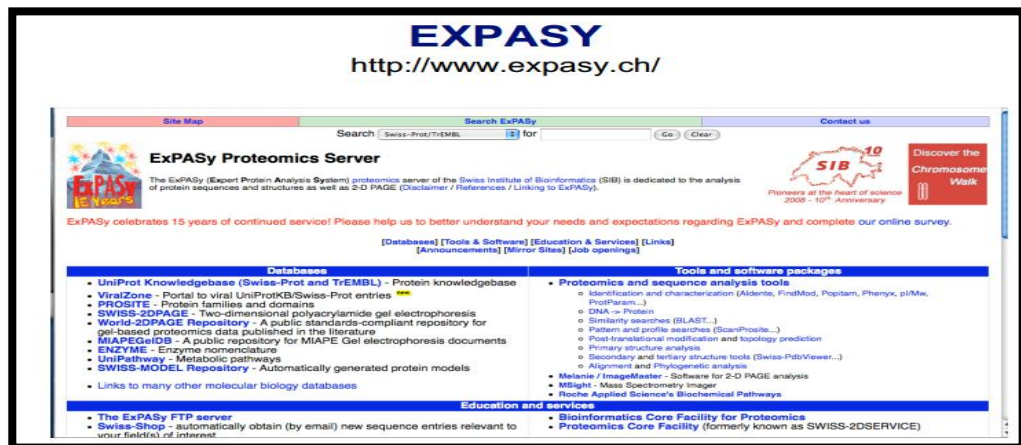 EXPASY
http://www.expasy.ch/
Site Map
Search ExPASy
Contact us
Search Swiss-Prot/TrEMBL for Go Clear
ExPASy
15 Years
ExPASy Proteomics Server
The ExPASy (Expert Protein Analysis System) proteomics server of the Swiss Institute of Bioinformatics (SIB) is dedicated to the analysis
of protein sequences and structures as well as 2-D PAGE (Disclaimer / References / Linking to ExPASy).
10
SIB
Pioneers at the heart of science
2008 - 10th Anniversary
Discover the
Chromosome
Walk
ExPASy celebrates 15 years of continued service! Please help us to better understand your needs and expectations regarding ExPASy and complete our online survey.
[Databases] [Tools & Software] [Education & Services] [Links]
[Announcements] [Mirror Sites] [Job openings]
Databases
• UniProt Knowledgebase (Swiss-Prot and TrEMBL) - Protein knowledgebase
• ViralZone - Portal to viral UniProtKB/Swiss-Prot entries
• PROSITE - Protein families and domains
• SWISS-2DPAGE - Two-dimensional polyacrylamide gel electrophoresis
• World-2DPAGE Repository - A public standards-compliant repository for
gel-based proteomics data published in the literature
• MIAPEGelDB - A public repository for MIAPE Gel electrophoresis documents
• ENZYME - Enzyme nomenclature
• UniPathway - Metabolic pathways
• SWISS-MODEL Repository - Automatically generated protein models
• Links to many other molecular biology databases
Tools and software packages
• Proteomics and sequence analysis tools
Identification and characterization (Aldente, FindMod, Popitam, Phenyx, pI/Mw,
ProtParam...)
DNA -> Protein
Similarity searches (BLAST...)
Pattern and profile searches (ScanProsite...)
Post-translational modification and topology prediction
Primary structure analysis
Secondary and tertiary structure tools (Swiss-PdbViewer...)
Alignment and Phylogenetic analysis
• Melanie / ImageMaster - Software for 2-D PAGE analysis
• MSight - Mass Spectrometry Imager
• Roche Applied Science's Biochemical Pathways
Education and services
• The ExPASy FTP server
• Swiss-Shop - automatically obtain (by email) new sequence entries relevant to
your field(s) of interest
• Bioinformatics Core Facility for Proteomics
• Proteomics Core Facility (formerly known as SWISS-2DSERVICE)